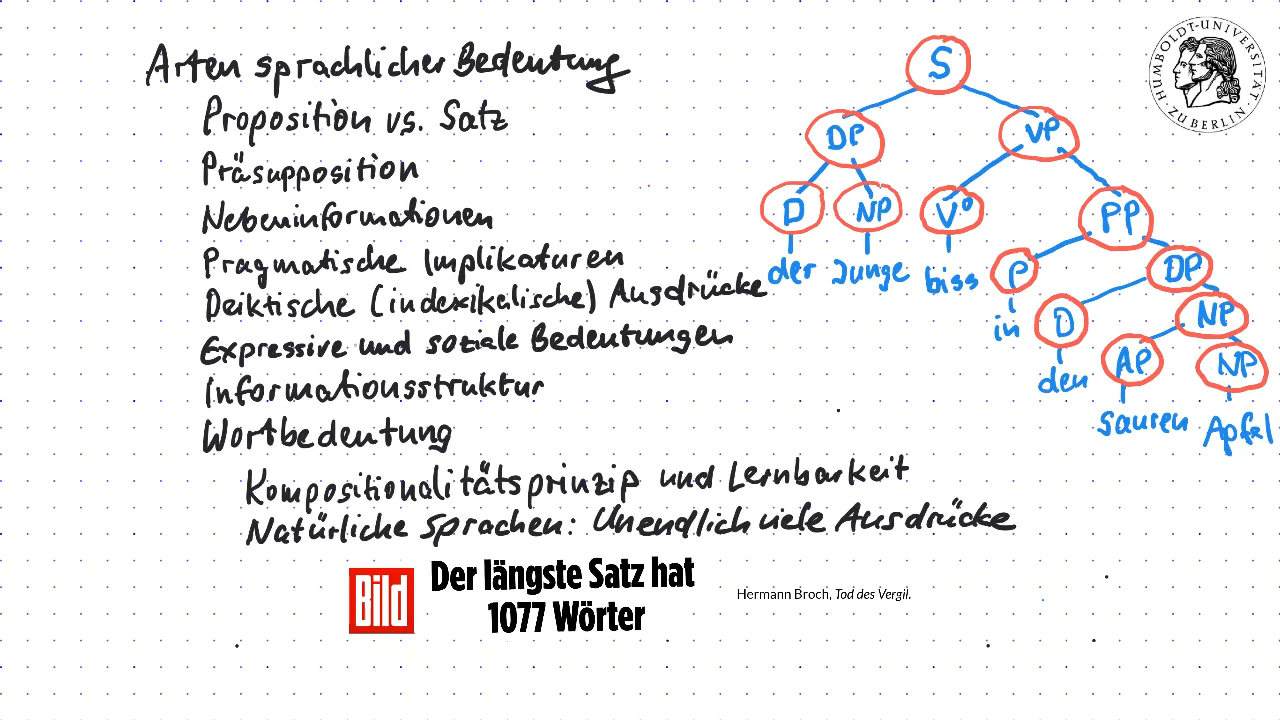 Arten sprachlicher Bedeutung
Proposition vs. Satz
Präsupposition
Nebeninformationen
Pragmatische Implikaturen
Deiktische (indexikalische) Ausdrücke
Expressive und soziale Bedeutungen
Informationsstruktur
Wortbedeutung
Kompositionalitätsprinzip und Lernbarkeit
Natürliche Sprachen: Unendlich viele Ausdrücke
Bild
Der längste Satz hat
1077 Wörter
Hermann Broch, Tod des Vergil.
S
DP VP
D NP V⁰ PP
der Junge biss P DP
in D NP
den AP NP
sauren Apfel
HUMBOLDT-UNIVERSITÄT ZU BERLIN